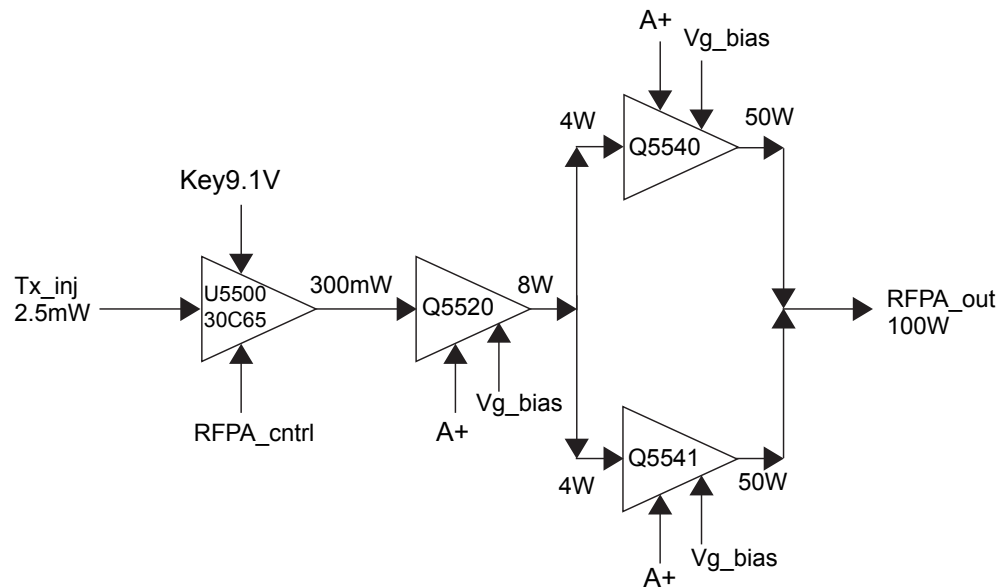 A+
Vg_bias
4W
Q5540
50W
Key9.1V
Tx_inj
2.5mW
U5500
30C65
300mW
Q5520
8W
RFPA_out
100W
RFPA_cntrl
A+
Vg_bias
4W
Q5541
50W
A+
Vg_bias